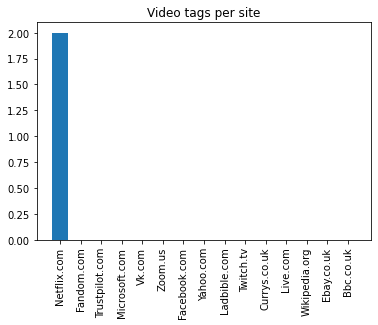 Video tags per site
2.00
1.75
1.50
1.25
1.00
0.75
0.50
0.25
0.00
Netflix.com
Fandom.com
Trustpilot.com
Microsoft.com
Vk.com
Zoom.us
Facebook.com
Yahoo.com
Ladbible.com
Twitch.tv
Currys.co.uk
Live.com
Wikipedia.org
Ebay.co.uk
Bbc.co.uk